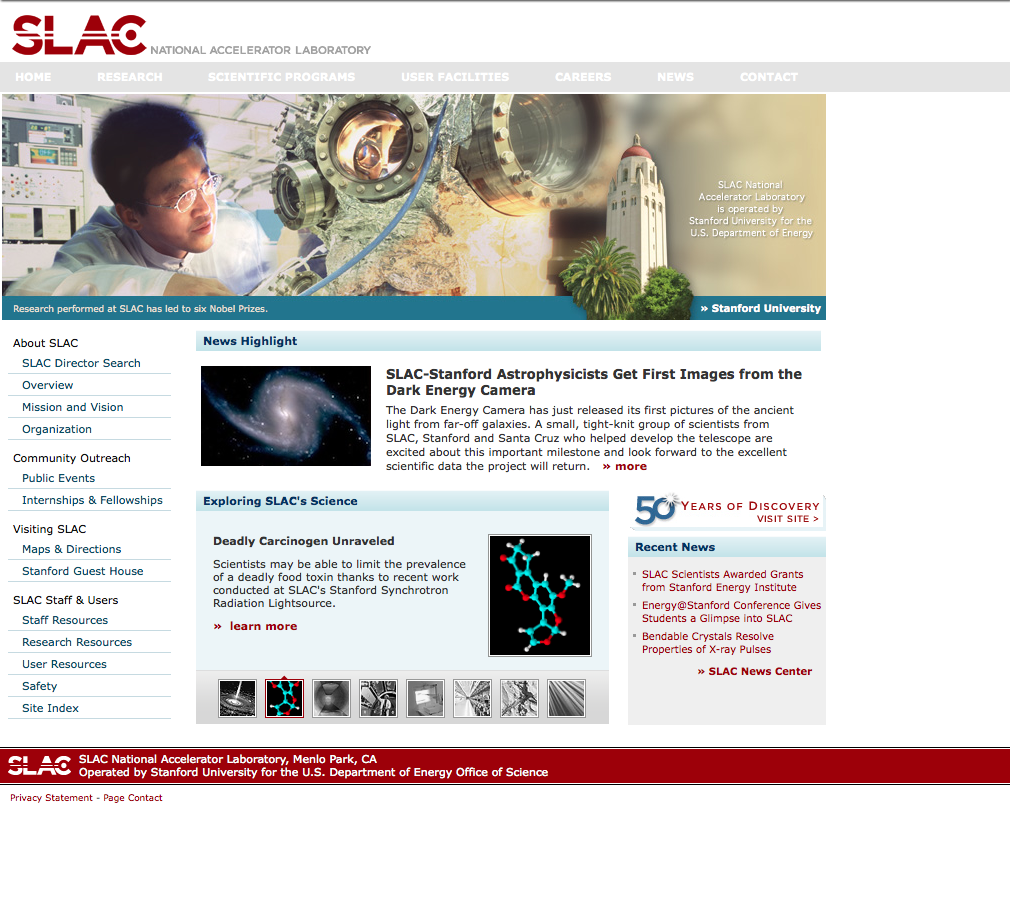 SLAC NATIONAL ACCELERATOR LABORATORY
HOME RESEARCH SCIENTIFIC PROGRAMS USER FACILITIES CAREERS NEWS CONTACT
SLAC National
Accelerator Laboratory
is operated by
Stanford University for the
U.S. Department of Energy
Research performed at SLAC has led to six Nobel Prizes.
» Stanford University
About SLAC
SLAC Director Search
Overview
Mission and Vision
Organization
Community Outreach
Public Events
Internships & Fellowships
Visiting SLAC
Maps & Directions
Stanford Guest House
SLAC Staff & Users
Staff Resources
Research Resources
User Resources
Safety
Site Index
News Highlight
SLAC-Stanford Astrophysicists Get First Images from the
Dark Energy Camera
The Dark Energy Camera has just released its first pictures of the ancient
light from far-off galaxies. A small, tight-knit group of scientists from
SLAC, Stanford and Santa Cruz who helped develop the telescope are
excited about this important milestone and look forward to the excellent
scientific data the project will return. » more
Exploring SLAC's Science
Deadly Carcinogen Unraveled
Scientists may be able to limit the prevalence
of a deadly food toxin thanks to recent work
conducted at SLAC's Stanford Synchrotron
Radiation Lightsource.
» learn more
50 YEARS OF DISCOVERY
VISIT SITE >
Recent News
SLAC Scientists Awarded Grants
from Stanford Energy Institute
Energy@Stanford Conference Gives
Students a Glimpse into SLAC
Bendable Crystals Resolve
Properties of X-ray Pulses
» SLAC News Center
SLAC
SLAC National Accelerator Laboratory, Menlo Park, CA
Operated by Stanford University for the U.S. Department of Energy Office of Science
Privacy Statement - Page Contact